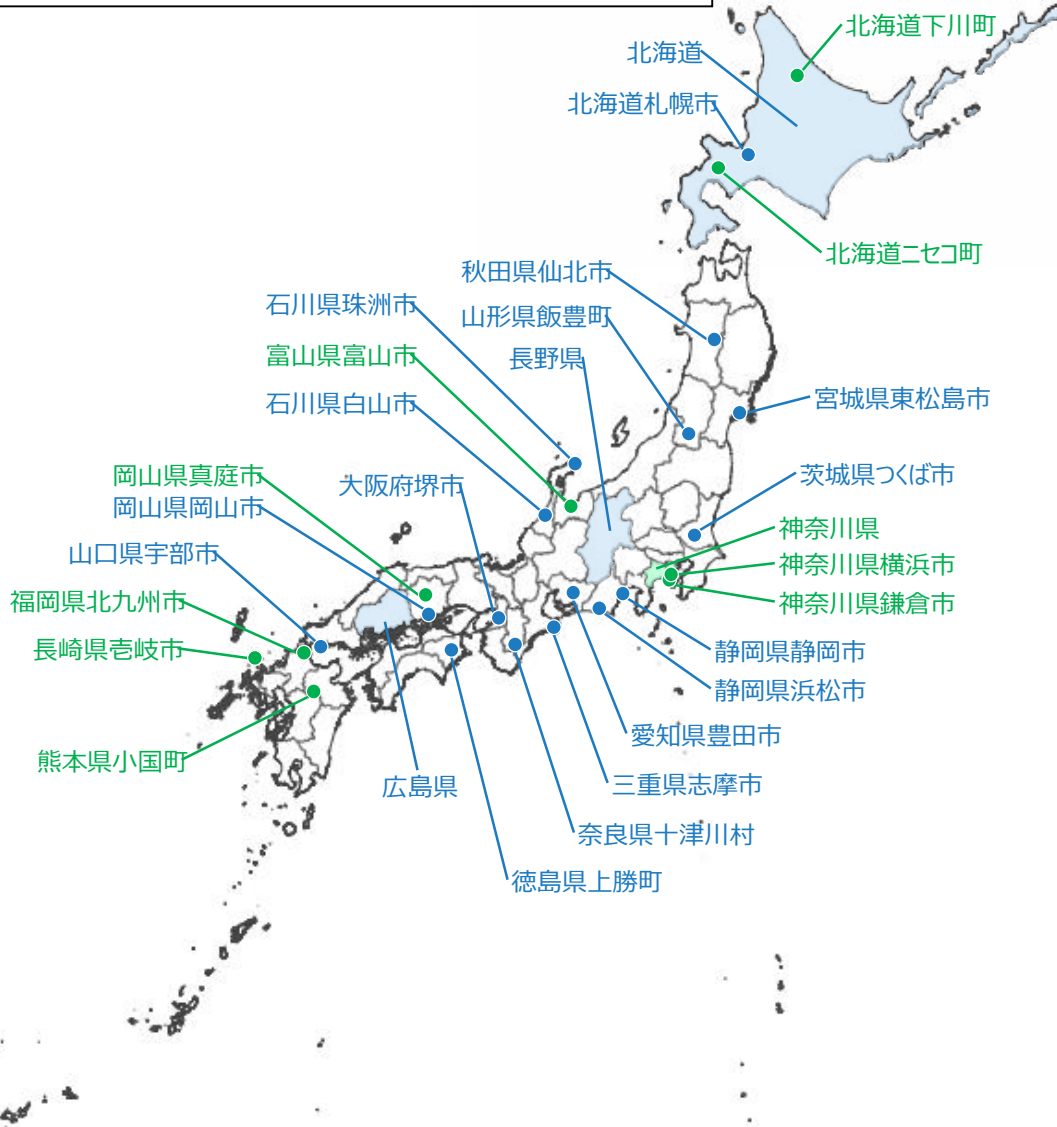 北海道下川町
北海道
北海道札幌市
北海道ニセコ町
秋田県仙北市
石川県珠洲市
山形県飯豊町
富山県富山市
長野県
石川県白山市
宮城県東松島市
岡山県真庭市
大阪府堺市
茨城県つくば市
岡山県岡山市
神奈川県
山口県宇部市
神奈川県横浜市
福岡県北九州市
神奈川県鎌倉市
長崎県壱岐市
静岡県静岡市
静岡県浜松市
愛知県豊田市
熊本県小国町
広島県
三重県志摩市
奈良県十津川村
徳島県上勝町